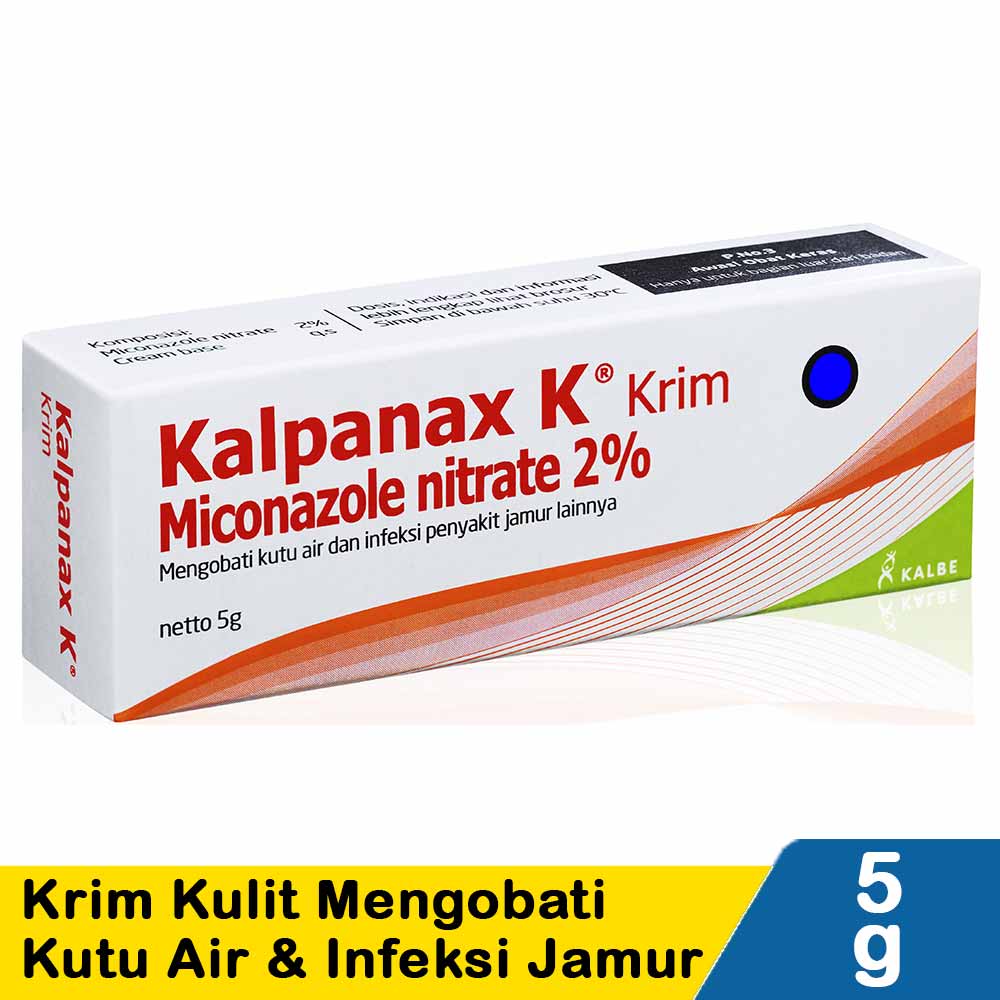 P.No.3
Awas! Obat Keras
Hanya untuk bagian luar dari badan
Komposisi:
Miconazole nitrate 2%
Cream base q.s
Dosis, indikasi dan informasi
lebih lengkap lihat brosur
Simpan di bawah suhu 30°C
Kalpanax K® Krim
Miconazole nitrate 2%
Mengobati kutu air dan infeksi penyakit jamur lainnya
netto 5g
KALBE
Kalpanax K®
Krim
Krim Kulit Mengobati
Kutu Air & Infeksi Jamur
5
g